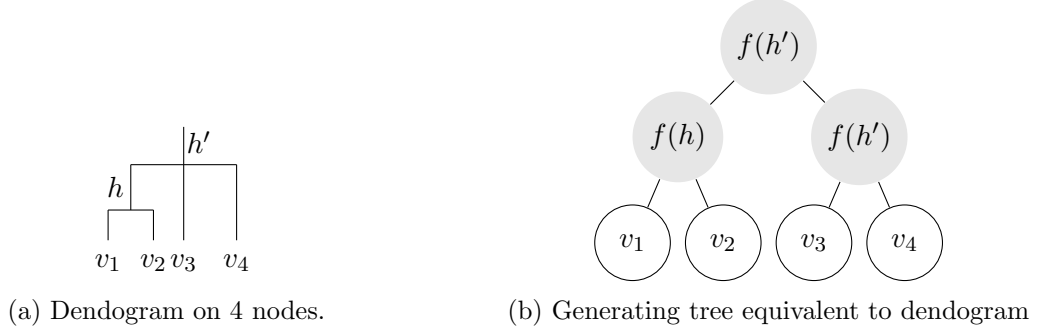 f(h′)
f(h)
f(h′)
h′
h
v1 v2 v3 v4
v1 v2 v3 v4
(a) Dendogram on 4 nodes.
(b) Generating tree equivalent to dendogram